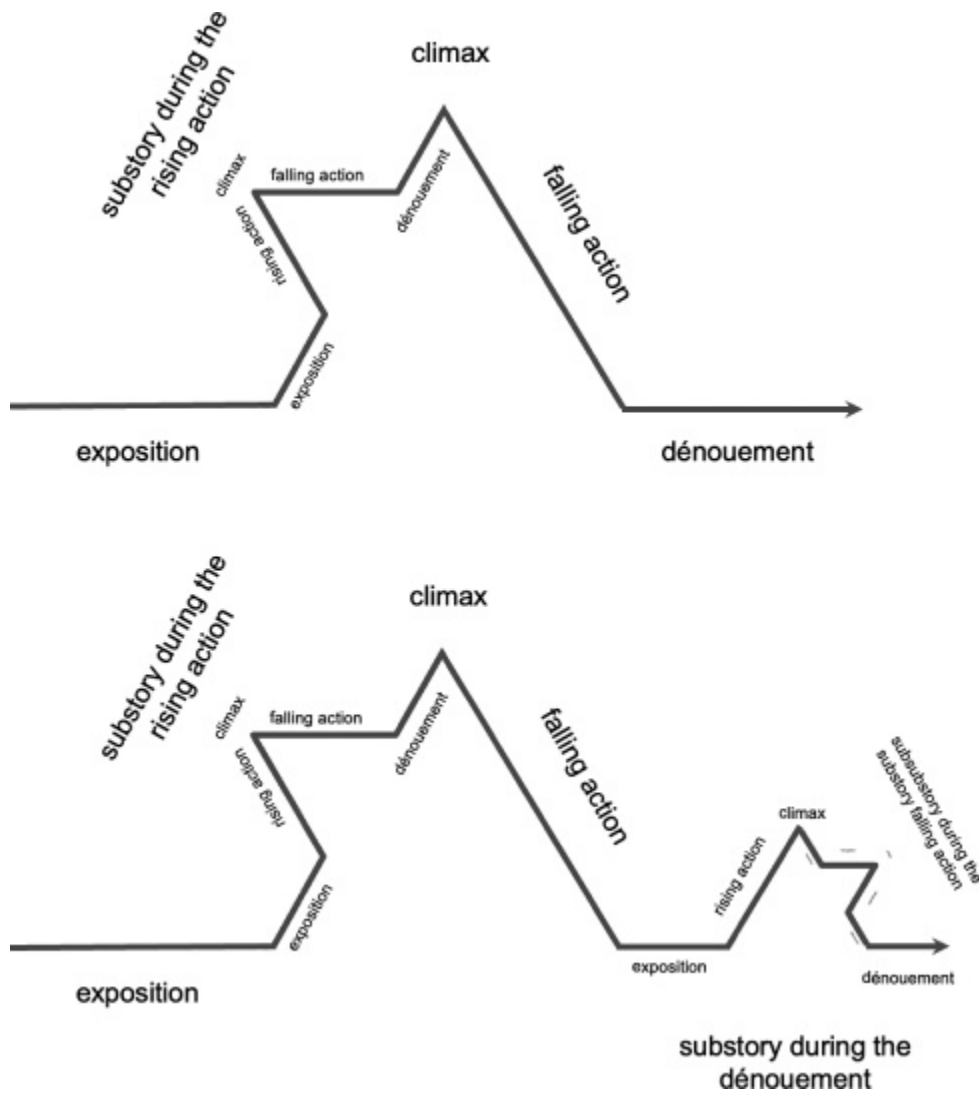 substory during the
rising action
climax
climax
falling action
rising action
dénouement
falling action
exposition
exposition
dénouement
substory during the
rising action
climax
climax
falling action
rising action
dénouement
falling action
exposition
exposition
exposition
rising action
climax
subsubstory during the
substory falling action
dénouement
substory during the
dénouement